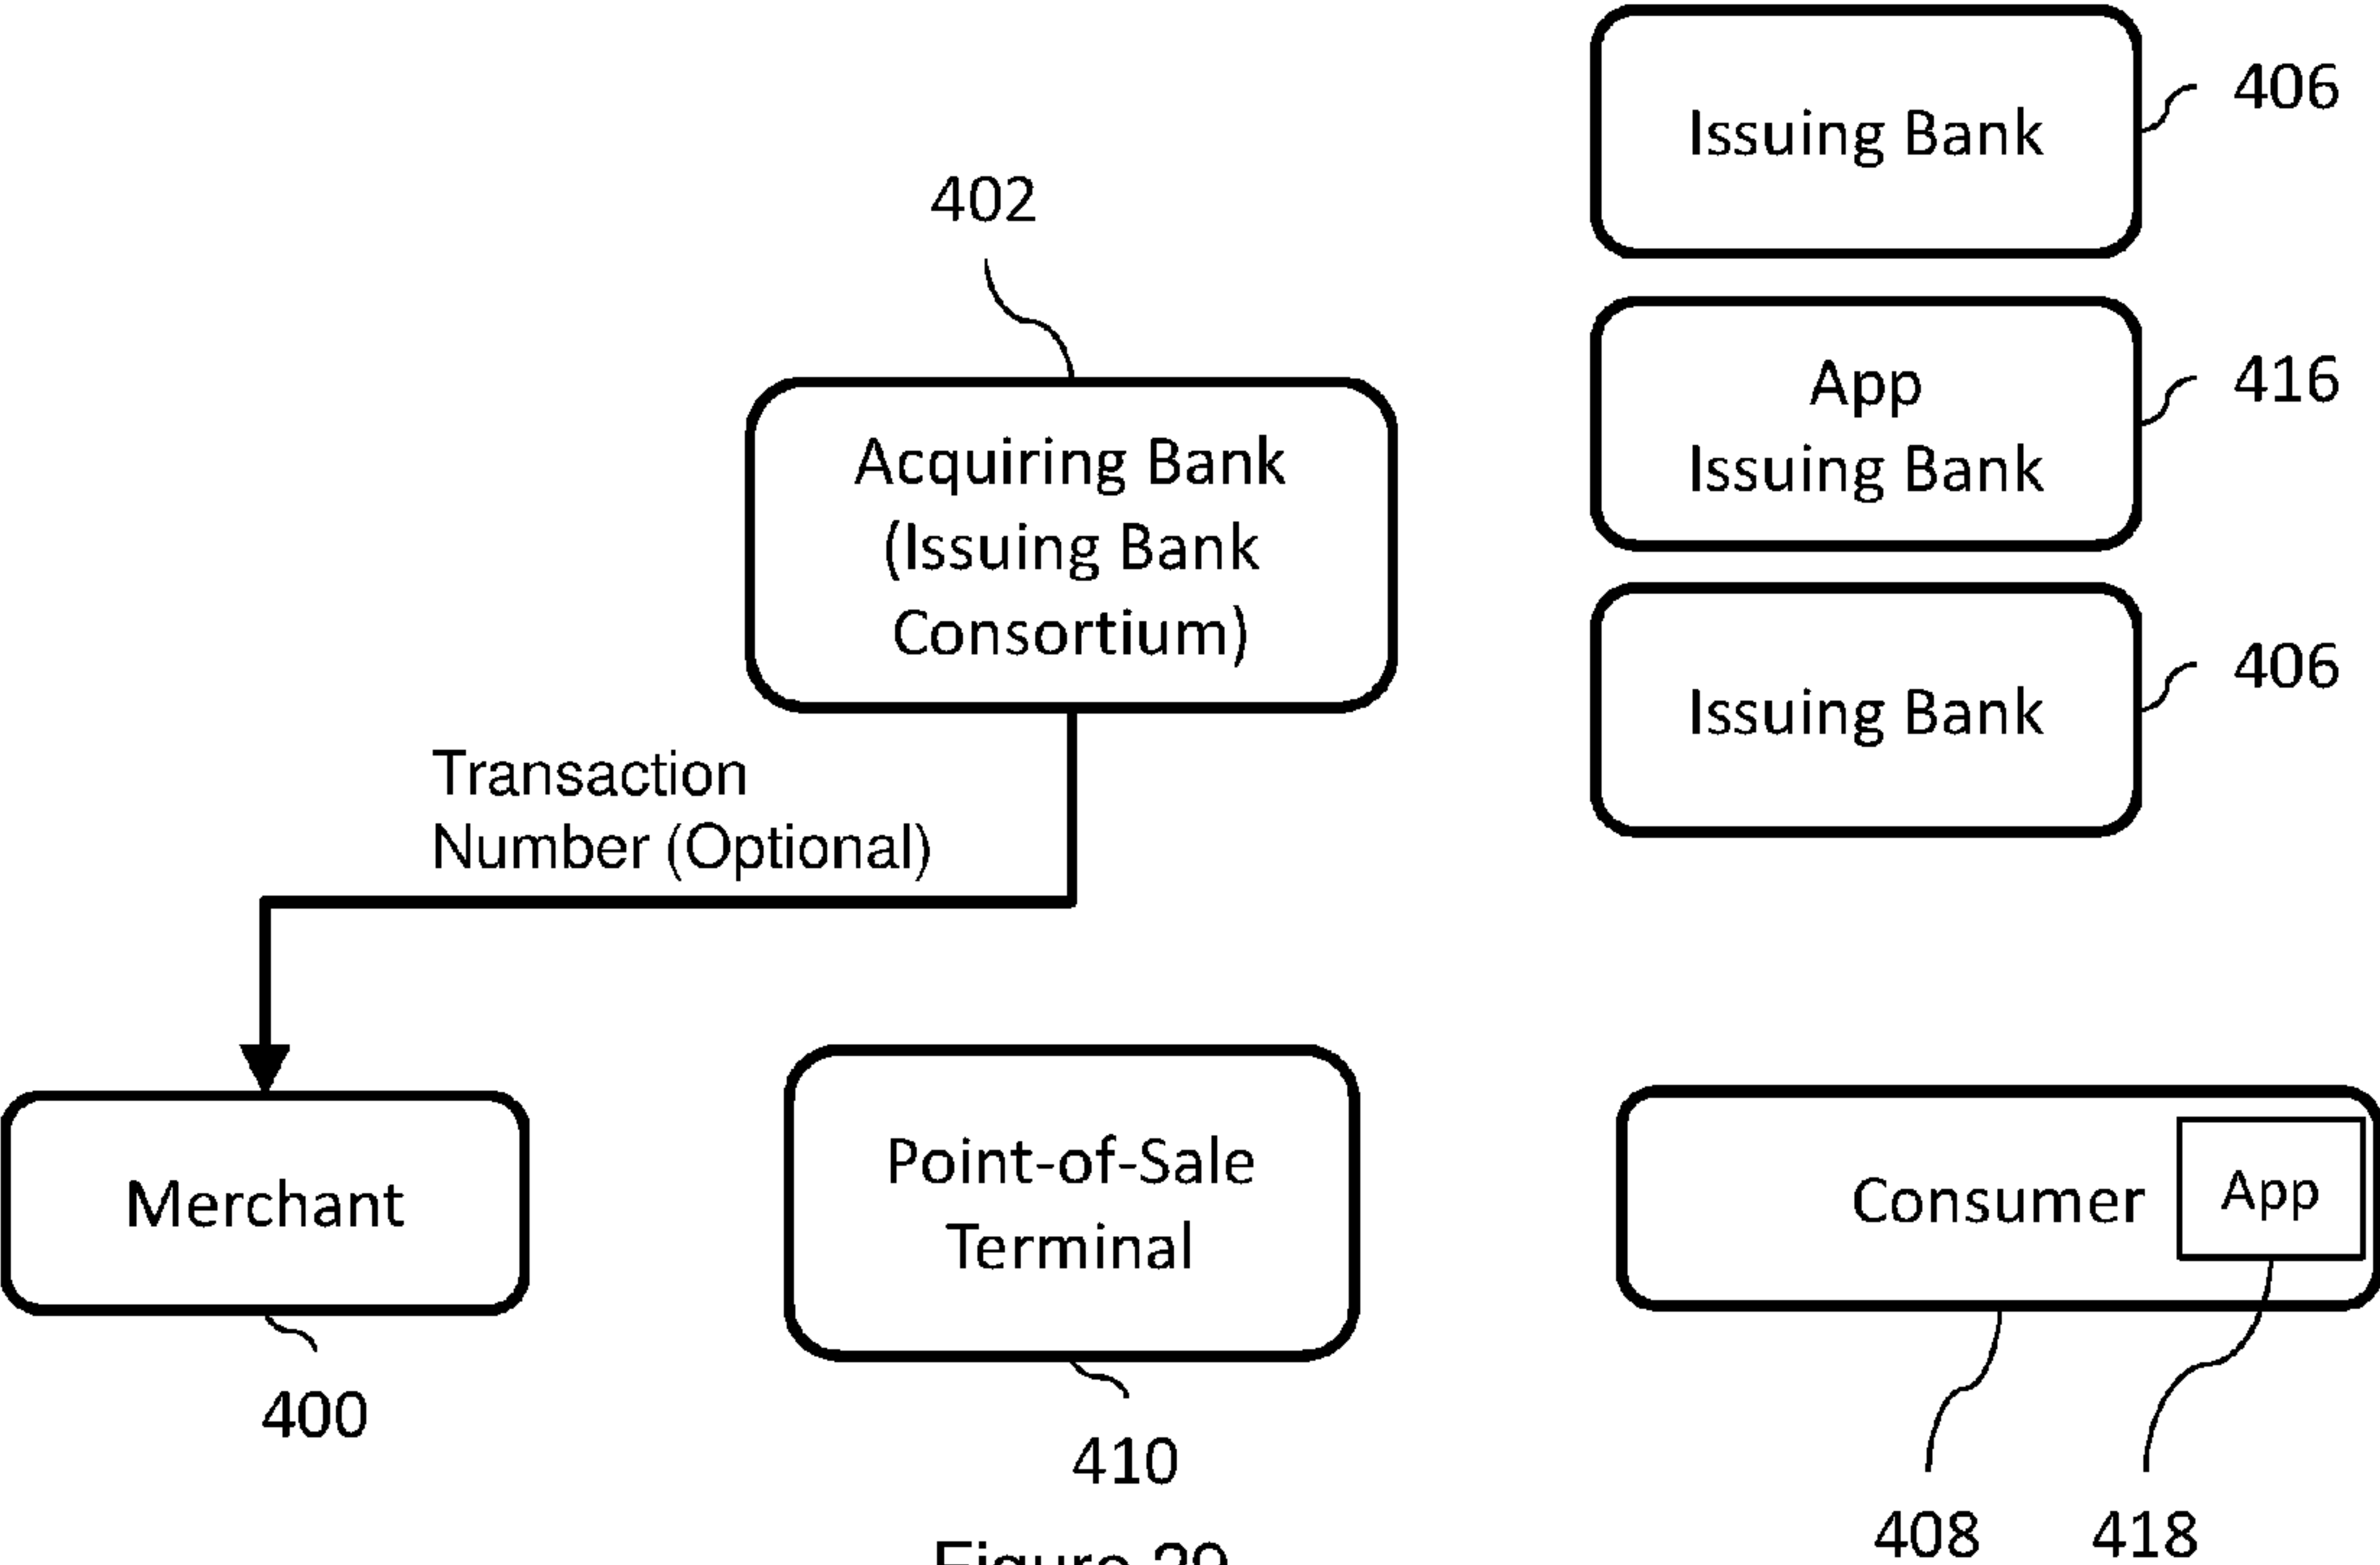 Issuing Bank
406
402
App
Issuing Bank
416
Acquiring Bank
(Issuing Bank
Consortium)
Issuing Bank
406
Transaction
Number (Optional)
Merchant
400
Point-of-Sale
Terminal
410
Consumer
App
408
418
Figure